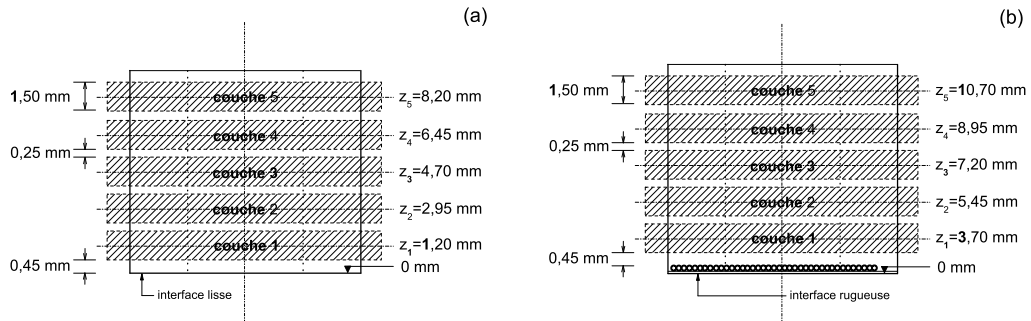 (a)
1,50 mm
couche 5
z5=8,20 mm
couche 4
z4=6,45 mm
0,25 mm
couche 3
z3=4,70 mm
couche 2
z2=2,95 mm
couche 1
z1=1,20 mm
0,45 mm
0 mm
interface lisse
(b)
1,50 mm
couche 5
z5=10,70 mm
couche 4
z4=8,95 mm
0,25 mm
couche 3
z3=7,20 mm
couche 2
z2=5,45 mm
couche 1
z1=3,70 mm
0,45 mm
0 mm
interface rugueuse